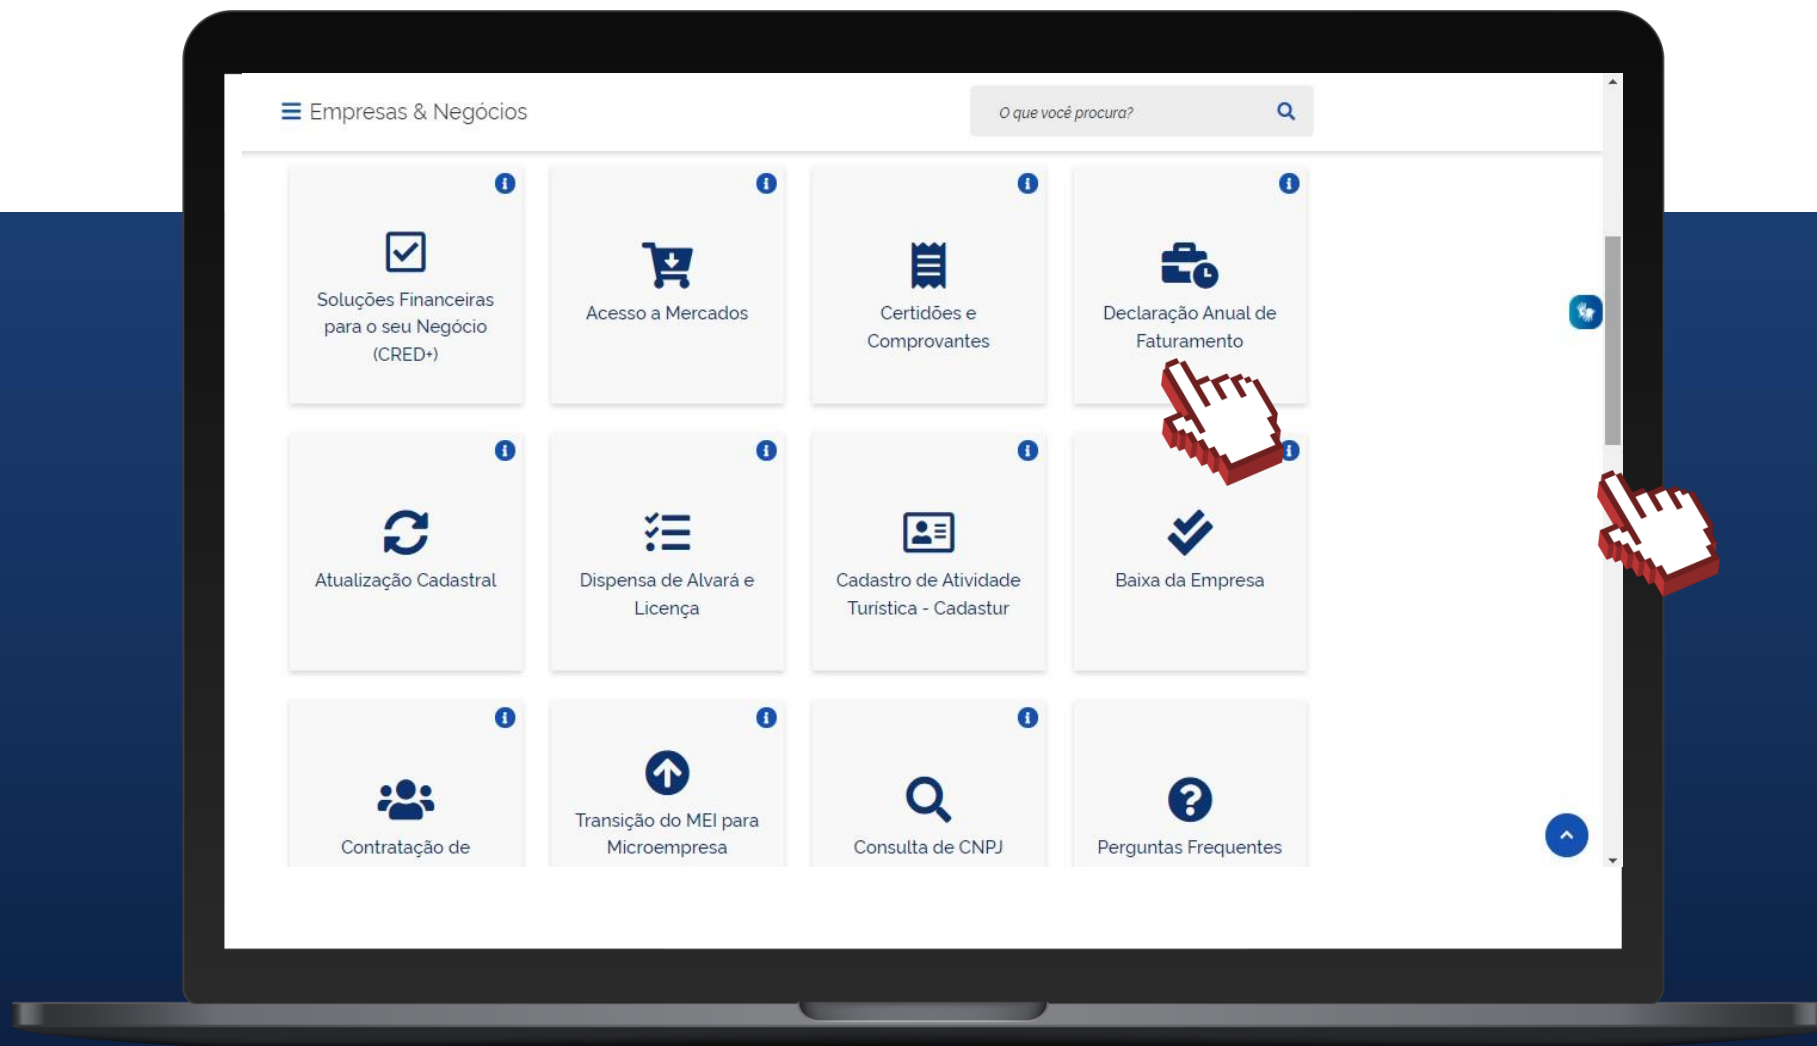 Empresas & Negócios
O que você procura?
Soluções Financeiras
para o seu Negócio
(CRED+)
Acesso a Mercados
Certidões e
Comprovantes
Declaração Anual de
Faturamento
Atualização Cadastral
Dispensa de Alvará e
Licença
Cadastro de Atividade
Turística - Cadastur
Baixa da Empresa
Contratação de
Transição do MEI para
Microempresa
Consulta de CNPJ
Perguntas Frequentes